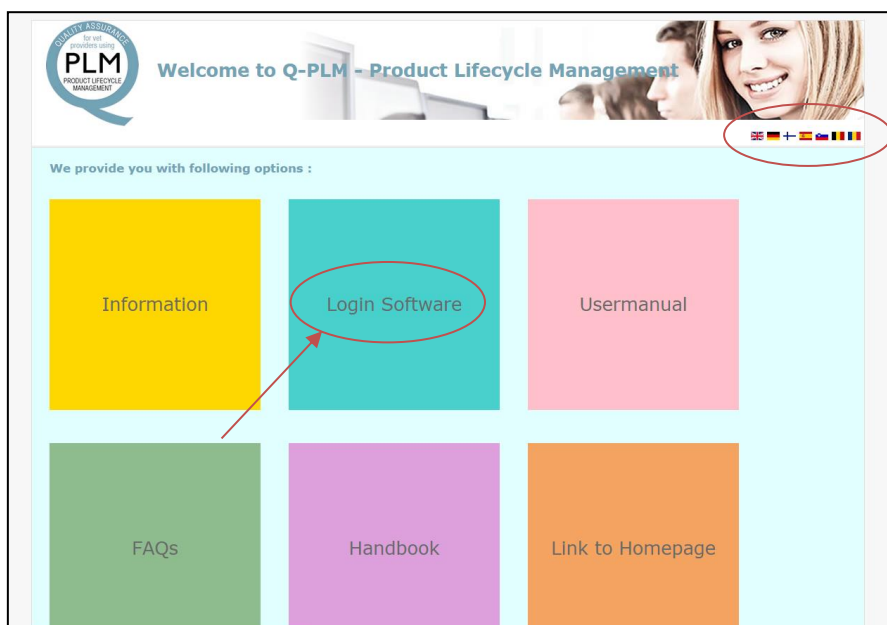 QUALITY ASSURANCE
for vet
providers using
PLM
PRODUCT LIFECYCLE
MANAGEMENT
Welcome to Q-PLM - Product Lifecycle Management
We provide you with following options :
Information
Login Software
Usermanual
FAQs
Handbook
Link to Homepage